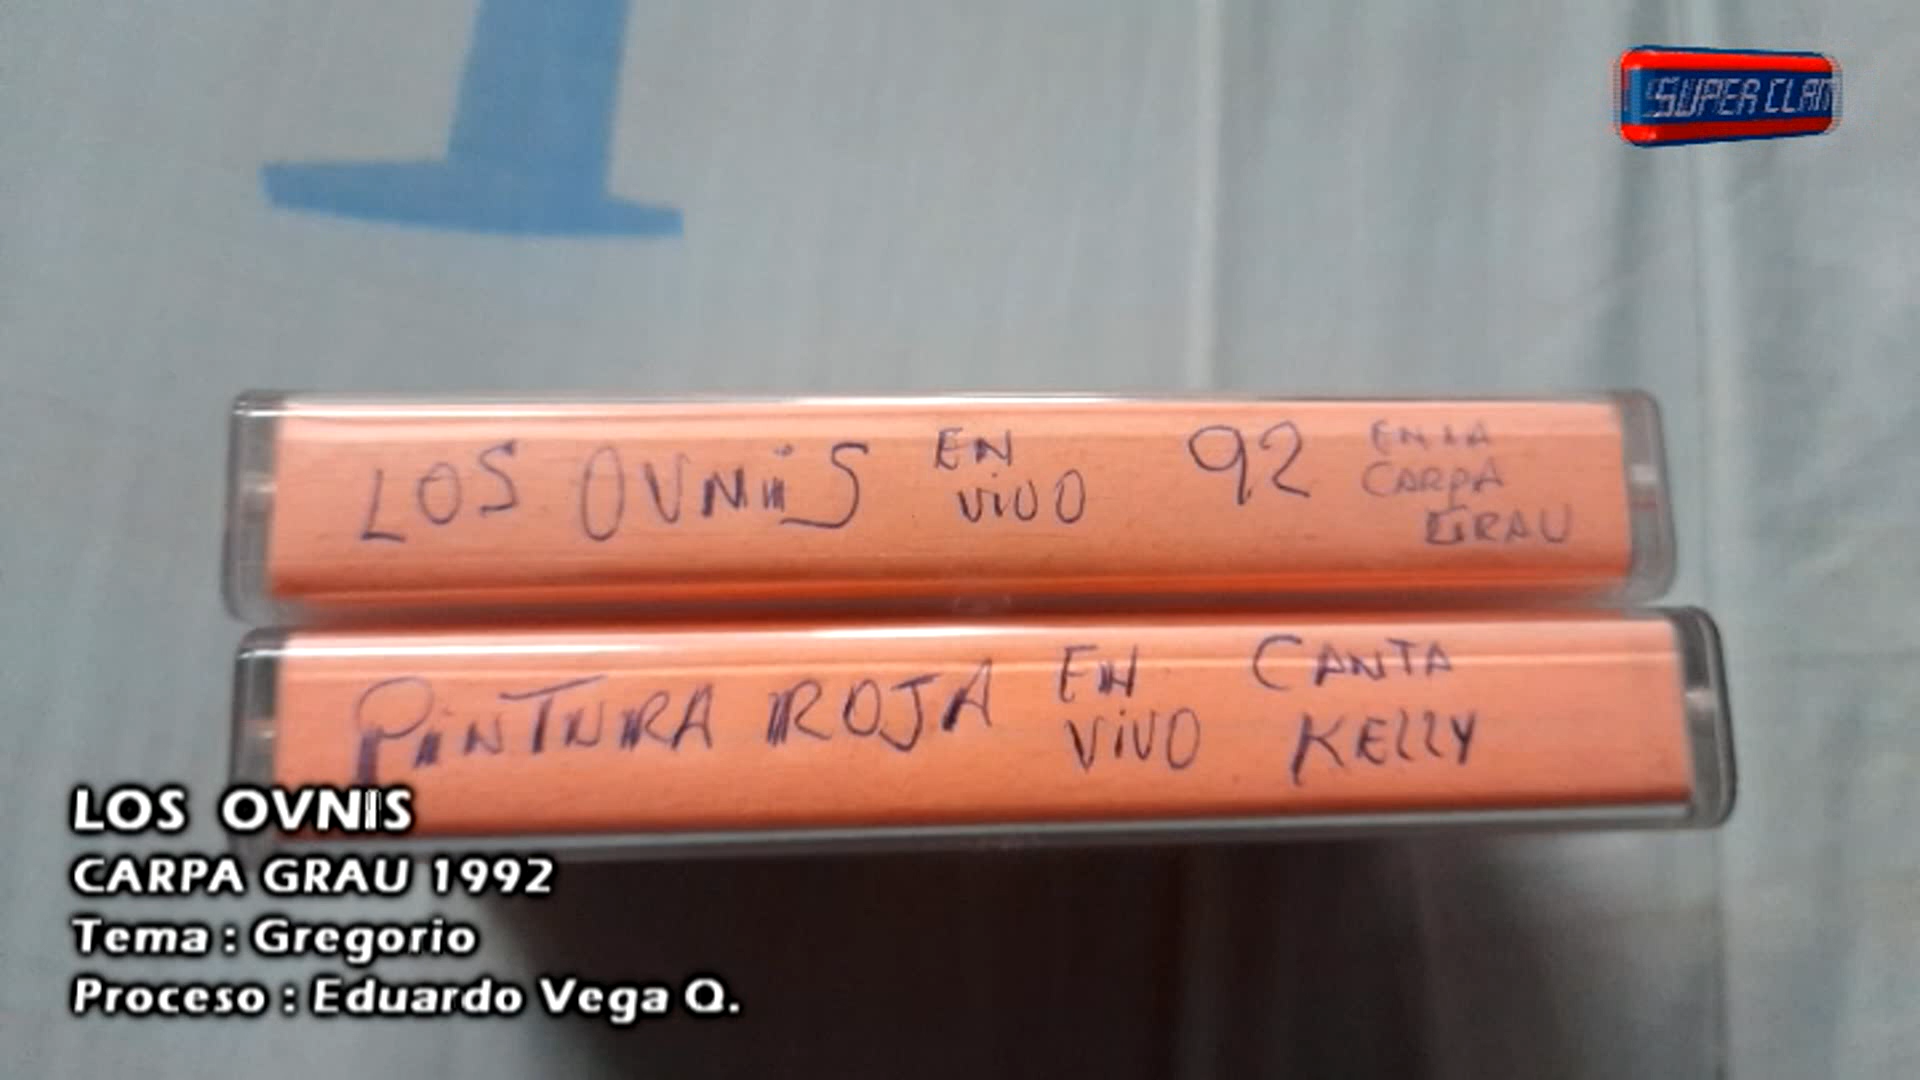 SUPER CLAN
LOS OVNIS EN VIVO 92 EN LA CARPA GRAU
PINTURA ROJA EN VIVO CANTA KELLY
LOS OVNIS
CARPA GRAU 1992
Tema : Gregorio
Proceso : Eduardo Vega Q.